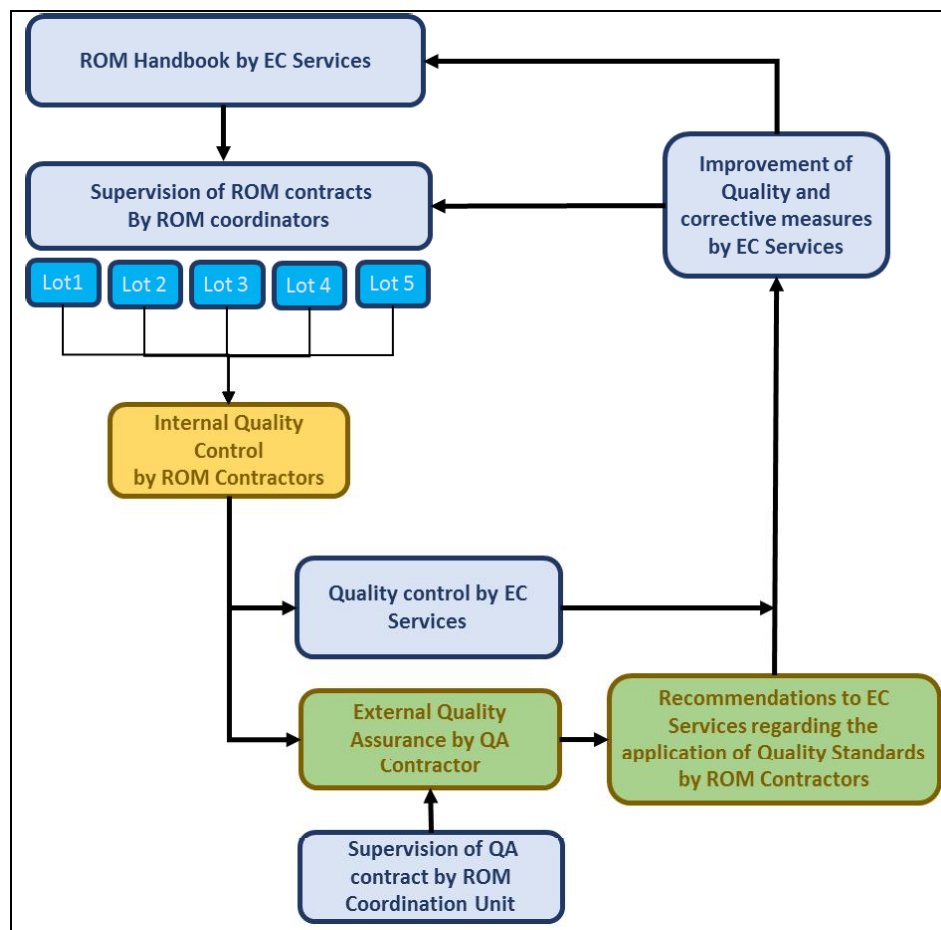 ROM Handbook by EC Services
Supervision of ROM contracts
By ROM coordinators
Improvement of
Quality and
corrective measures
by EC Services
Lot1
Lot 2
Lot 3
Lot 4
Lot 5
Internal Quality
Control
by ROM Contractors
Quality control by EC
Services
External Quality
Assurance by QA
Contractor
Recommendations to EC
Services regarding the
application of Quality Standards
by ROM Contractors
Supervision of QA
contract by ROM
Coordination Unit